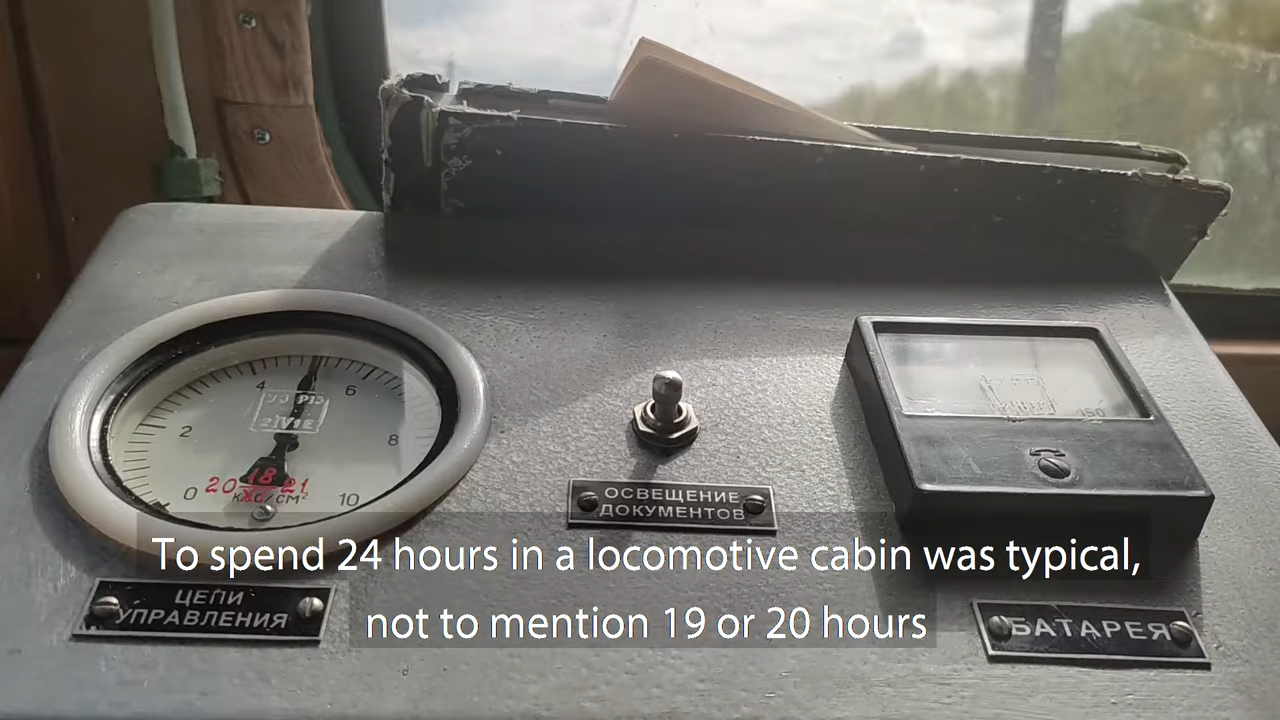 4
6
2
8
0
10
20 18 21
КГС/СМ²
150
ОСВЕЩЕНИЕ
ДОКУМЕНТОВ
ЦЕПИ
УПРАВЛЕНИЯ
БАТАРЕЯ
To spend 24 hours in a locomotive cabin was typical,
not to mention 19 or 20 hours